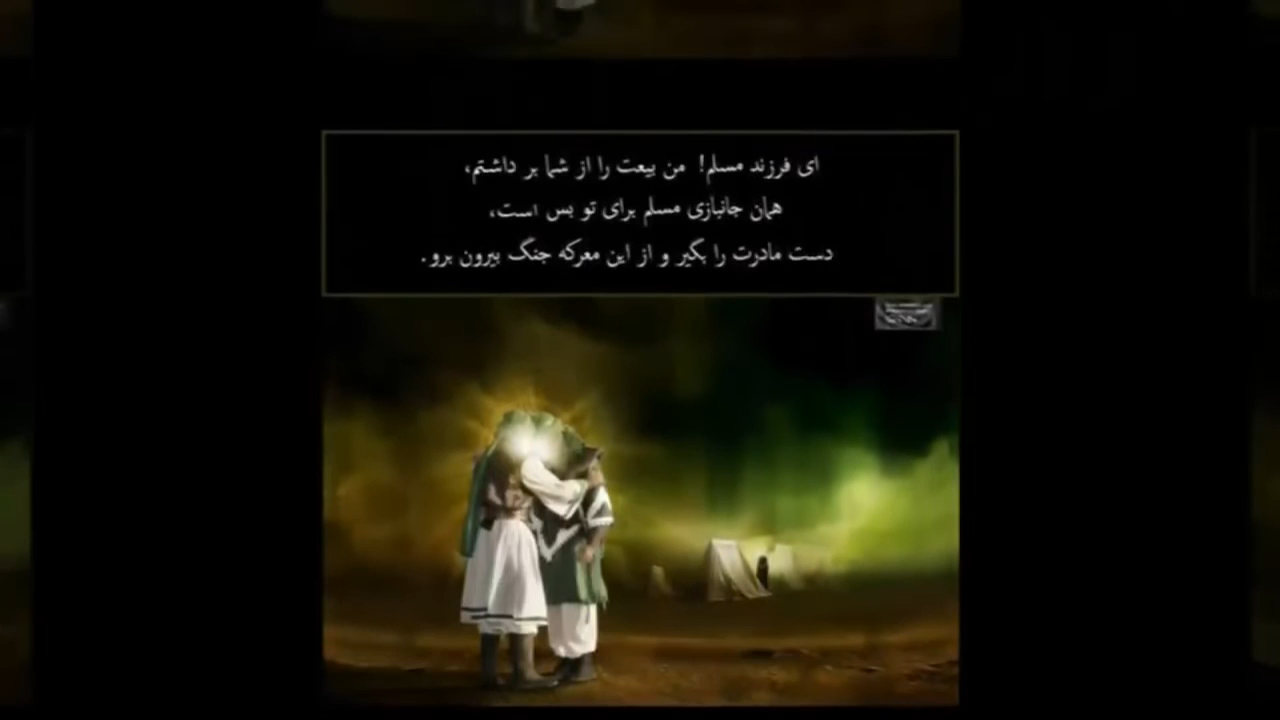 ای فرزند مسلم! من بیعت را از شما بر داشتم،
همان جانبازی مسلم برای تو بس است،
دست مادرت را بگیر و از این معرکه جنگ بیرون برو.